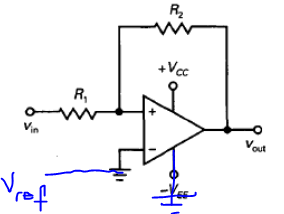 R2
R1
+VCC
+
vin
−
vout
Vref
−VEE